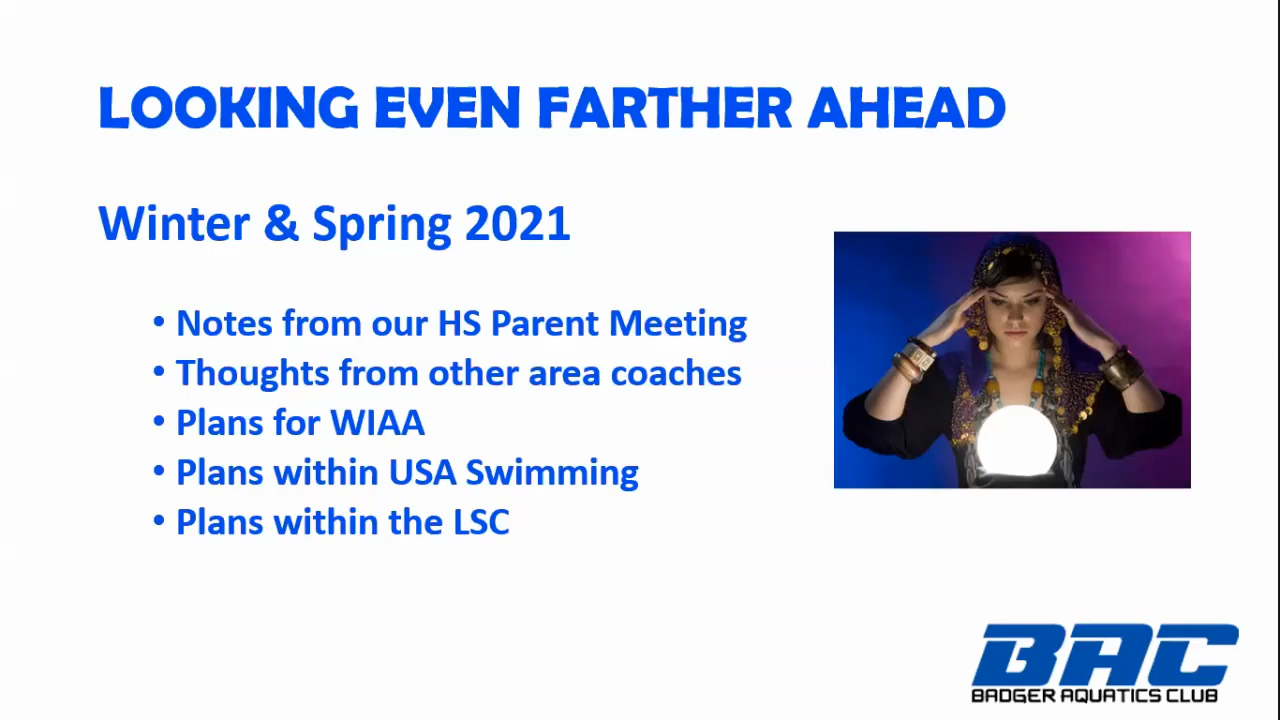 LOOKING EVEN FARTHER AHEAD
Winter & Spring 2021
• Notes from our HS Parent Meeting
• Thoughts from other area coaches
• Plans for WIAA
• Plans within USA Swimming
• Plans within the LSC
BAC
BADGER AQUATICS CLUB